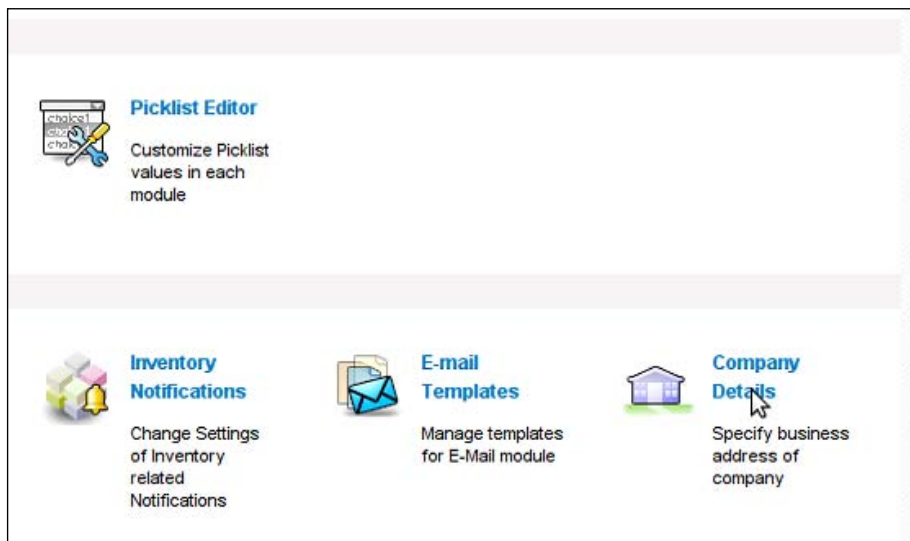 Picklist Editor
choice1
Customize Picklist
values in each
module
Inventory
Notifications
Change Settings
of Inventory
related
Notifications
E-mail
Templates
Manage templates
for E-Mail module
Company
Details
Specify business
address of
company